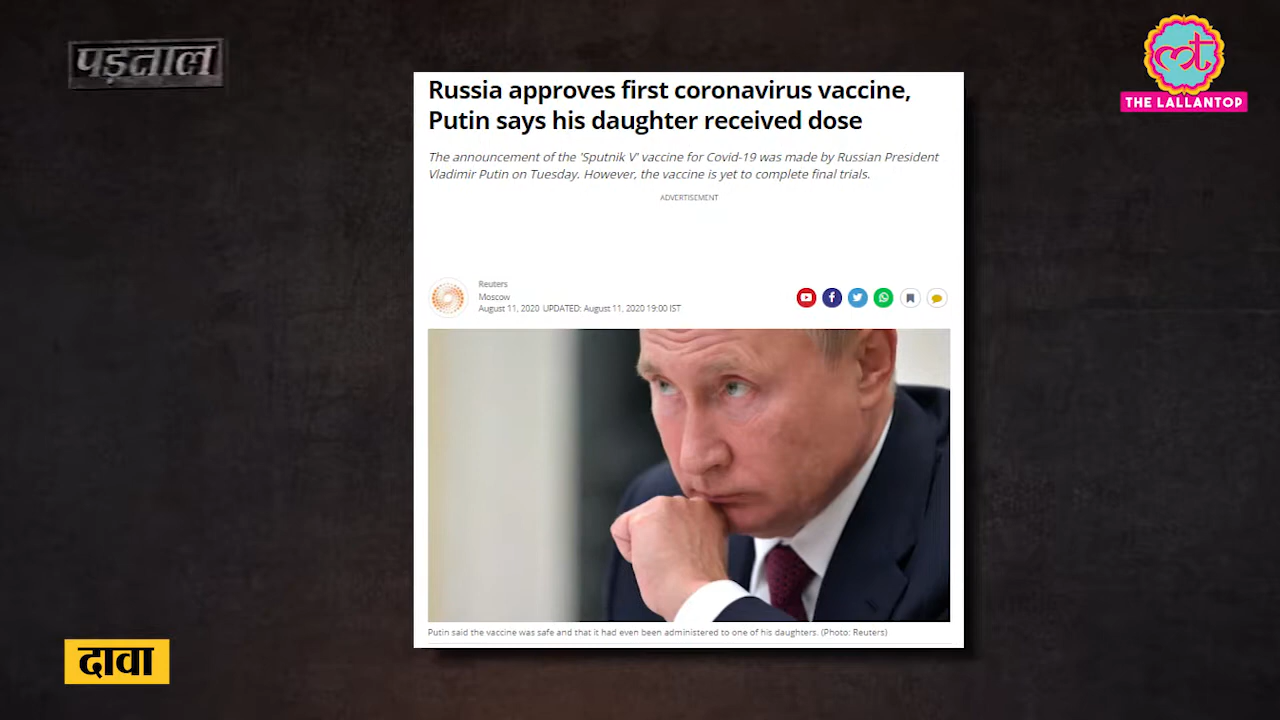 पड़ताल
THE LALLANTOP
Russia approves first coronavirus vaccine,
Putin says his daughter received dose
The announcement of the 'Sputnik V' vaccine for Covid-19 was made by Russian President
Vladimir Putin on Tuesday. However, the vaccine is yet to complete final trials.
ADVERTISEMENT
Reuters
Moscow
August 11, 2020 UPDATED: August 11, 2020 19:00 IST
Putin said the vaccine was safe and that it had even been administered to one of his daughters. (Photo: Reuters)
दावा